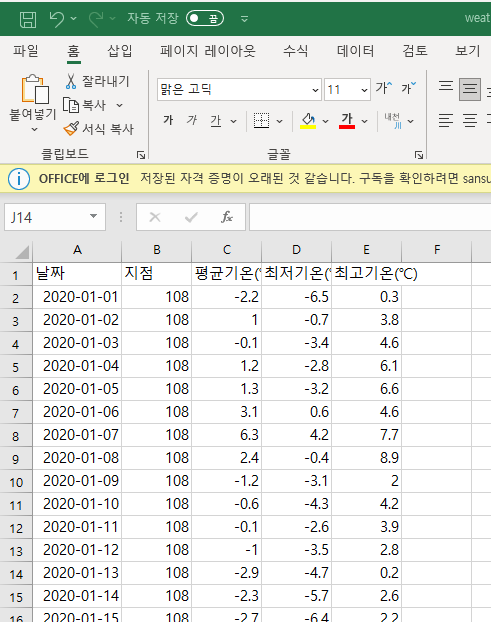 자동 저장 끔 weat
파일 홈 삽입 페이지 레이아웃 수식 데이터 검토 보기
붙여넣기 잘라내기 복사 서식 복사 클립보드
맑은 고딕 11 가 가
가 가 가 가 내천 川
글꼴
OFFICE에 로그인 저장된 자격 증명이 오래된 것 같습니다. 구독을 확인하려면 sansu
J14 fx
A B C D E F
1 날짜 지점 평균기온(℃ 최저기온(℃ 최고기온(℃)
2 2020-01-01 108 -2.2 -6.5 0.3
3 2020-01-02 108 1 -0.7 3.8
4 2020-01-03 108 -0.1 -3.4 4.6
5 2020-01-04 108 1.2 -2.8 6.1
6 2020-01-05 108 1.3 -3.2 6.6
7 2020-01-06 108 3.1 0.6 4.6
8 2020-01-07 108 6.3 4.2 7.7
9 2020-01-08 108 2.4 -0.4 8.9
10 2020-01-09 108 -1.2 -3.1 2
11 2020-01-10 108 -0.6 -4.3 4.2
12 2020-01-11 108 -0.1 -2.6 3.9
13 2020-01-12 108 -1 -3.5 2.8
14 2020-01-13 108 -2.9 -4.7 0.2
15 2020-01-14 108 -2.3 -5.7 2.6
16 2020-01-15 108 -2.7 -6.4 2.2